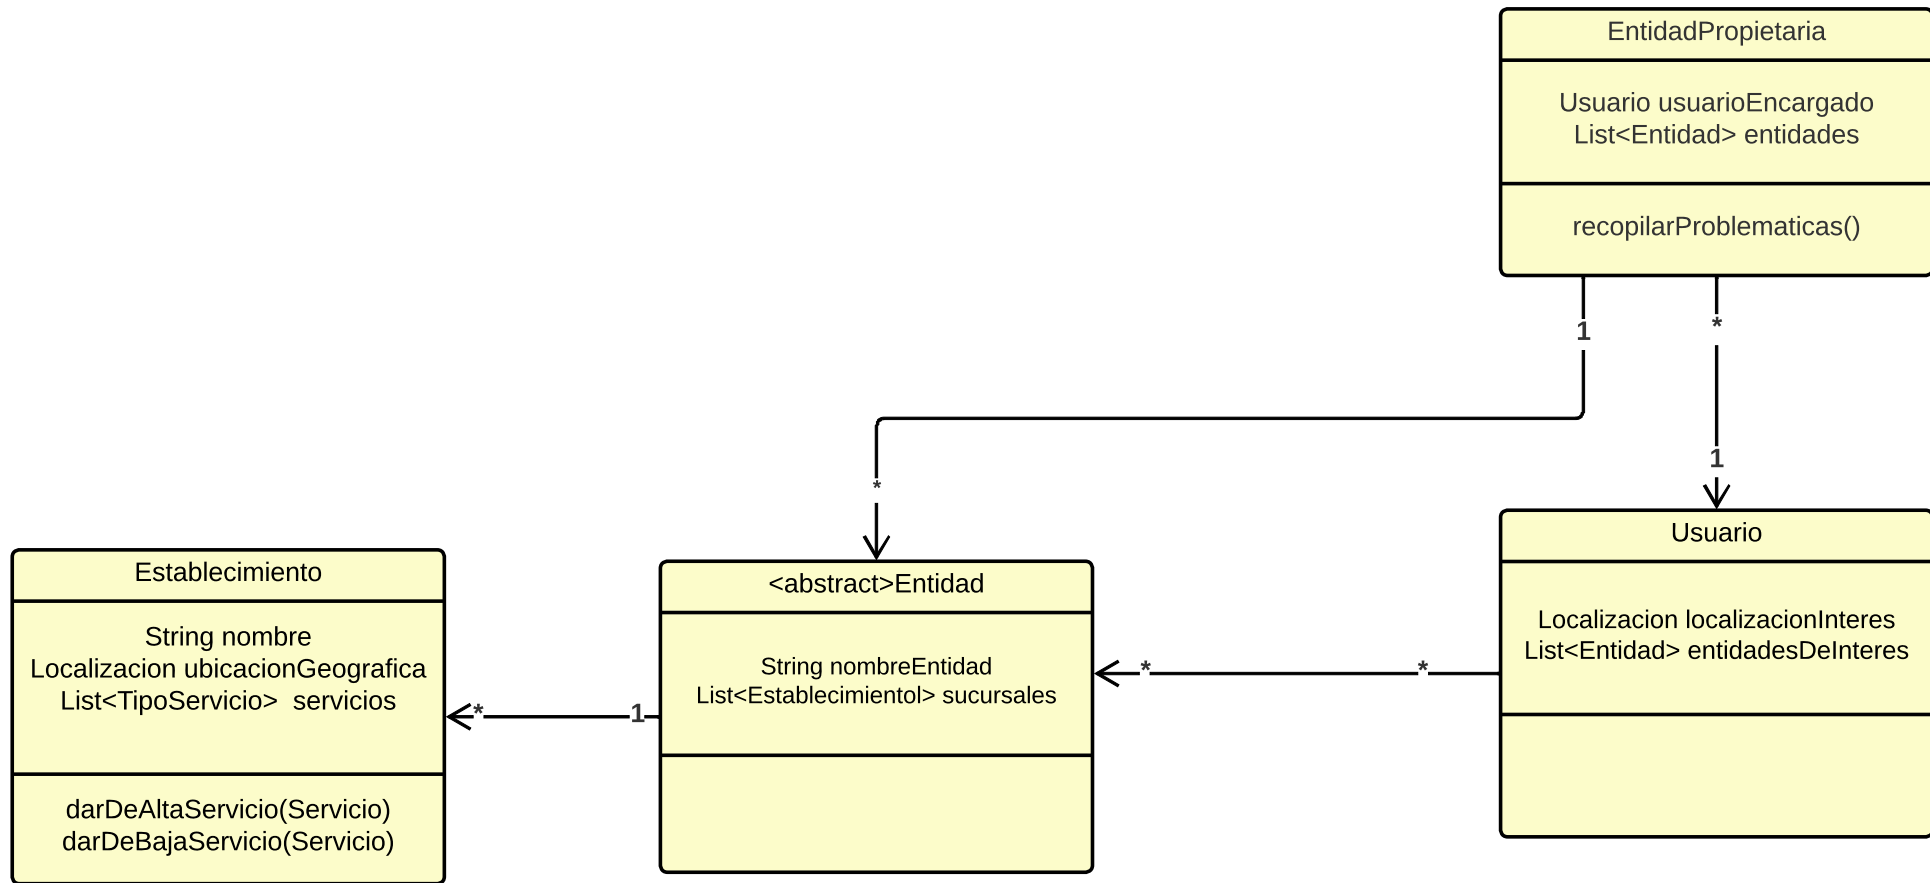 EntidadPropietaria
Usuario usuarioEncargado
List<Entidad> entidades
recopilarProblematicas()
1
*
*
1
Usuario
Localizacion localizacionInteres
List<Entidad> entidadesDeInteres
*
*
<abstract>Entidad
String nombreEntidad
List<Establecimientol> sucursales
*
1
Establecimiento
String nombre
Localizacion ubicacionGeografica
List<TipoServicio>  servicios
darDeAltaServicio(Servicio)
darDeBajaServicio(Servicio)